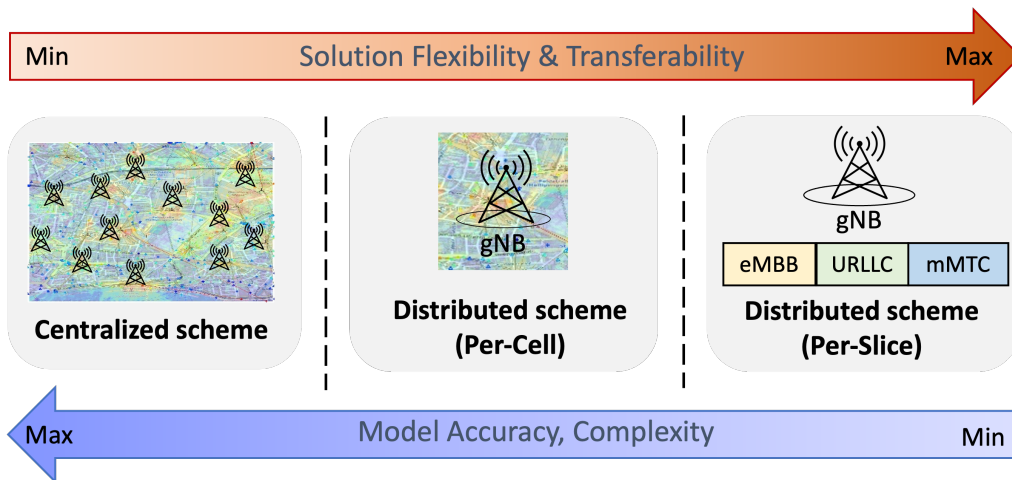 Min Solution Flexibility & Transferability Max
Centralized scheme
gNB
Distributed scheme
(Per-Cell)
gNB
eMBB URLLC mMTC
Distributed scheme
(Per-Slice)
Max Model Accuracy, Complexity Min